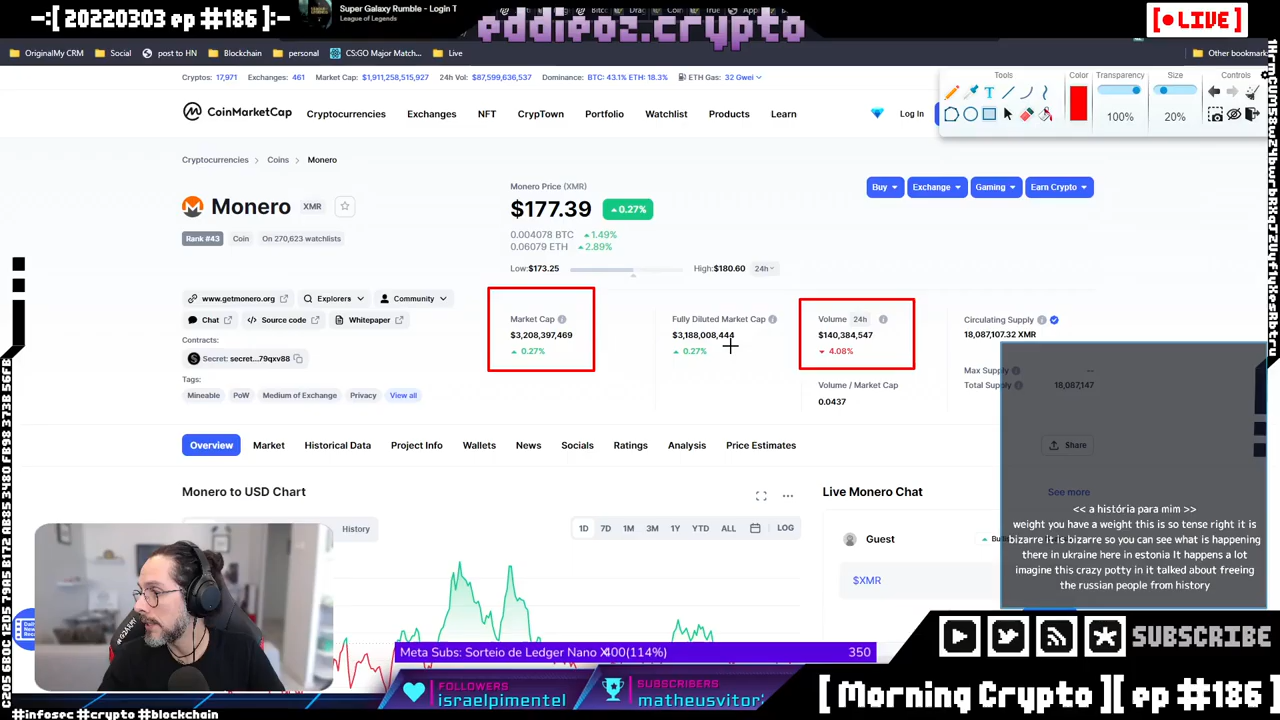 -:[ 20220303 ep #186 ]:-
Super Galaxy Rumble - Login T
League of Legends
eddieoz.crypto
[•LIVE]
OriginalMy CRM
Social
post to HN
Blockchain
personal
CS:GO Major Match...
Live
Other bookmark
Cryptos: 17,971 Exchanges: 461 Market Cap: $1,911,258,515,927 24h Vol: $87,599,636,537 Dominance: BTC: 43.1% ETH: 18.3% ETH Gas: 32 Gwei
Tools Color Transparency Size Controls
100% 20%
CoinMarketCap Cryptocurrencies Exchanges NFT CrypTown Portfolio Watchlist Products Learn Log In
Cryptocurrencies > Coins > Monero
Monero XMR
Rank #43 Coin On 270,623 watchlists
Monero Price (XMR)
$177.39 0.27%
0.004078 BTC 1.49%
0.06079 ETH 2.89%
Low:$173.25 High:$180.60 24h
Buy Exchange Gaming Earn Crypto
www.getmonero.org Explorers Community
Chat Source code Whitepaper
Contracts:
Secret: secret...79qxv88
Tags:
Mineable PoW Medium of Exchange Privacy View all
Market Cap
$3,208,397,469
0.27%
Fully Diluted Market Cap
$3,188,008,444
0.27%
Volume 24h
$140,384,547
4.08%
Volume / Market Cap
0.0437
Circulating Supply
18,087,107.32 XMR
Max Supply --
Total Supply 18,087,147
Overview Market Historical Data Project Info Wallets News Socials Ratings Analysis Price Estimates
Share
Monero to USD Chart
History
1D 7D 1M 3M 1Y YTD ALL LOG
Live Monero Chat
See more
Guest
$XMR
<< a história para mim >>
weight you have a weight this is so tense right it is
bizarre it is bizarre so you can see what is happening
there in ukraine here in estonia It happens a lot
imagine this crazy potty in it talked about freeing
the russian people from history
Meta Subs: Sorteio de Ledger Nano X
400(114%)
350
FOLLOWERS
israelpimentel
SUBSCRIBERS
matheusvitor
SUBSCRIBE
[Morning Crypto ][ep #186]
#infosec #crypto #blockchain